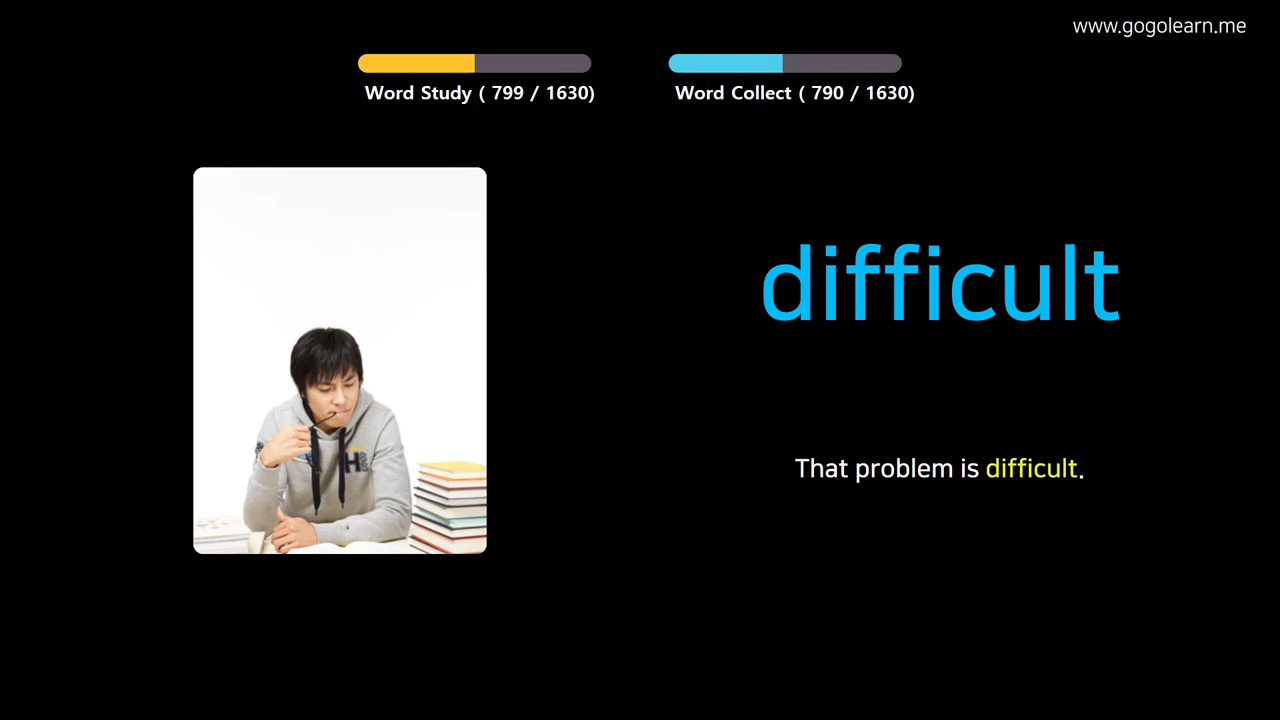 www.gogolearn.me
Word Study ( 799 / 1630)
Word Collect ( 790 / 1630)
difficult
H
That problem is difficult.